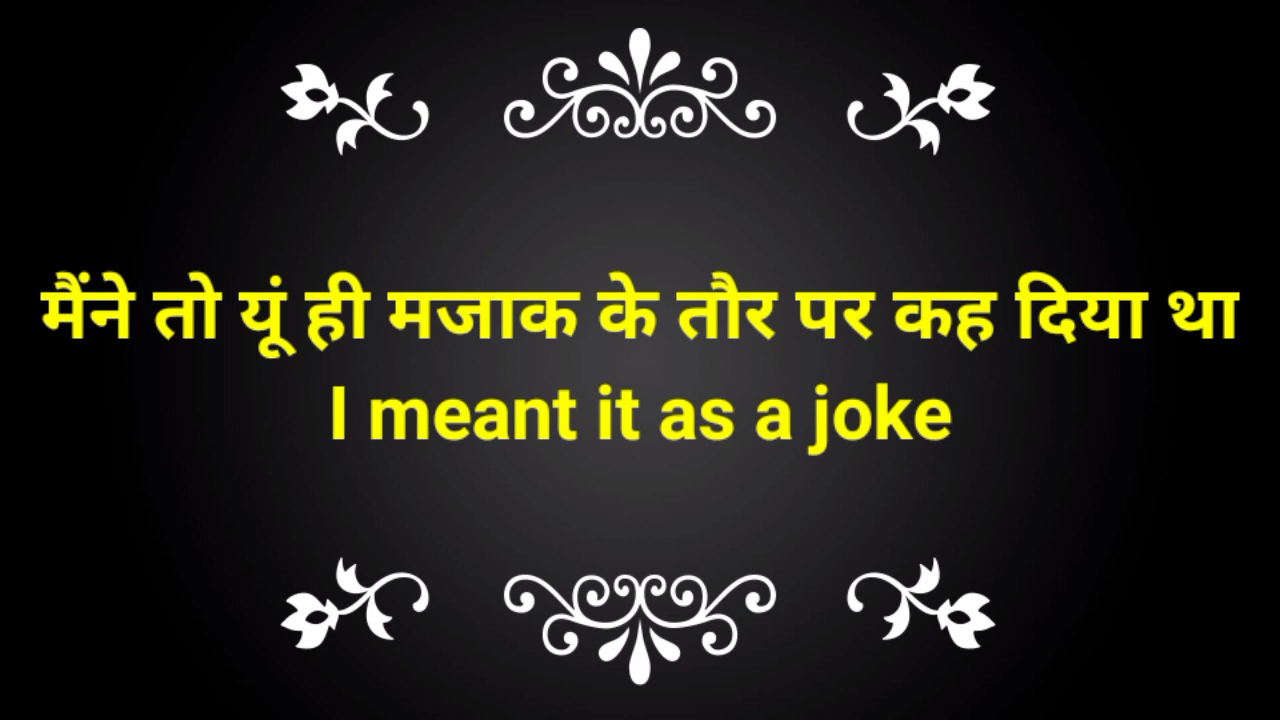 मैंने तो यूं ही मजाक के तौर पर कह दिया था
I meant it as a joke